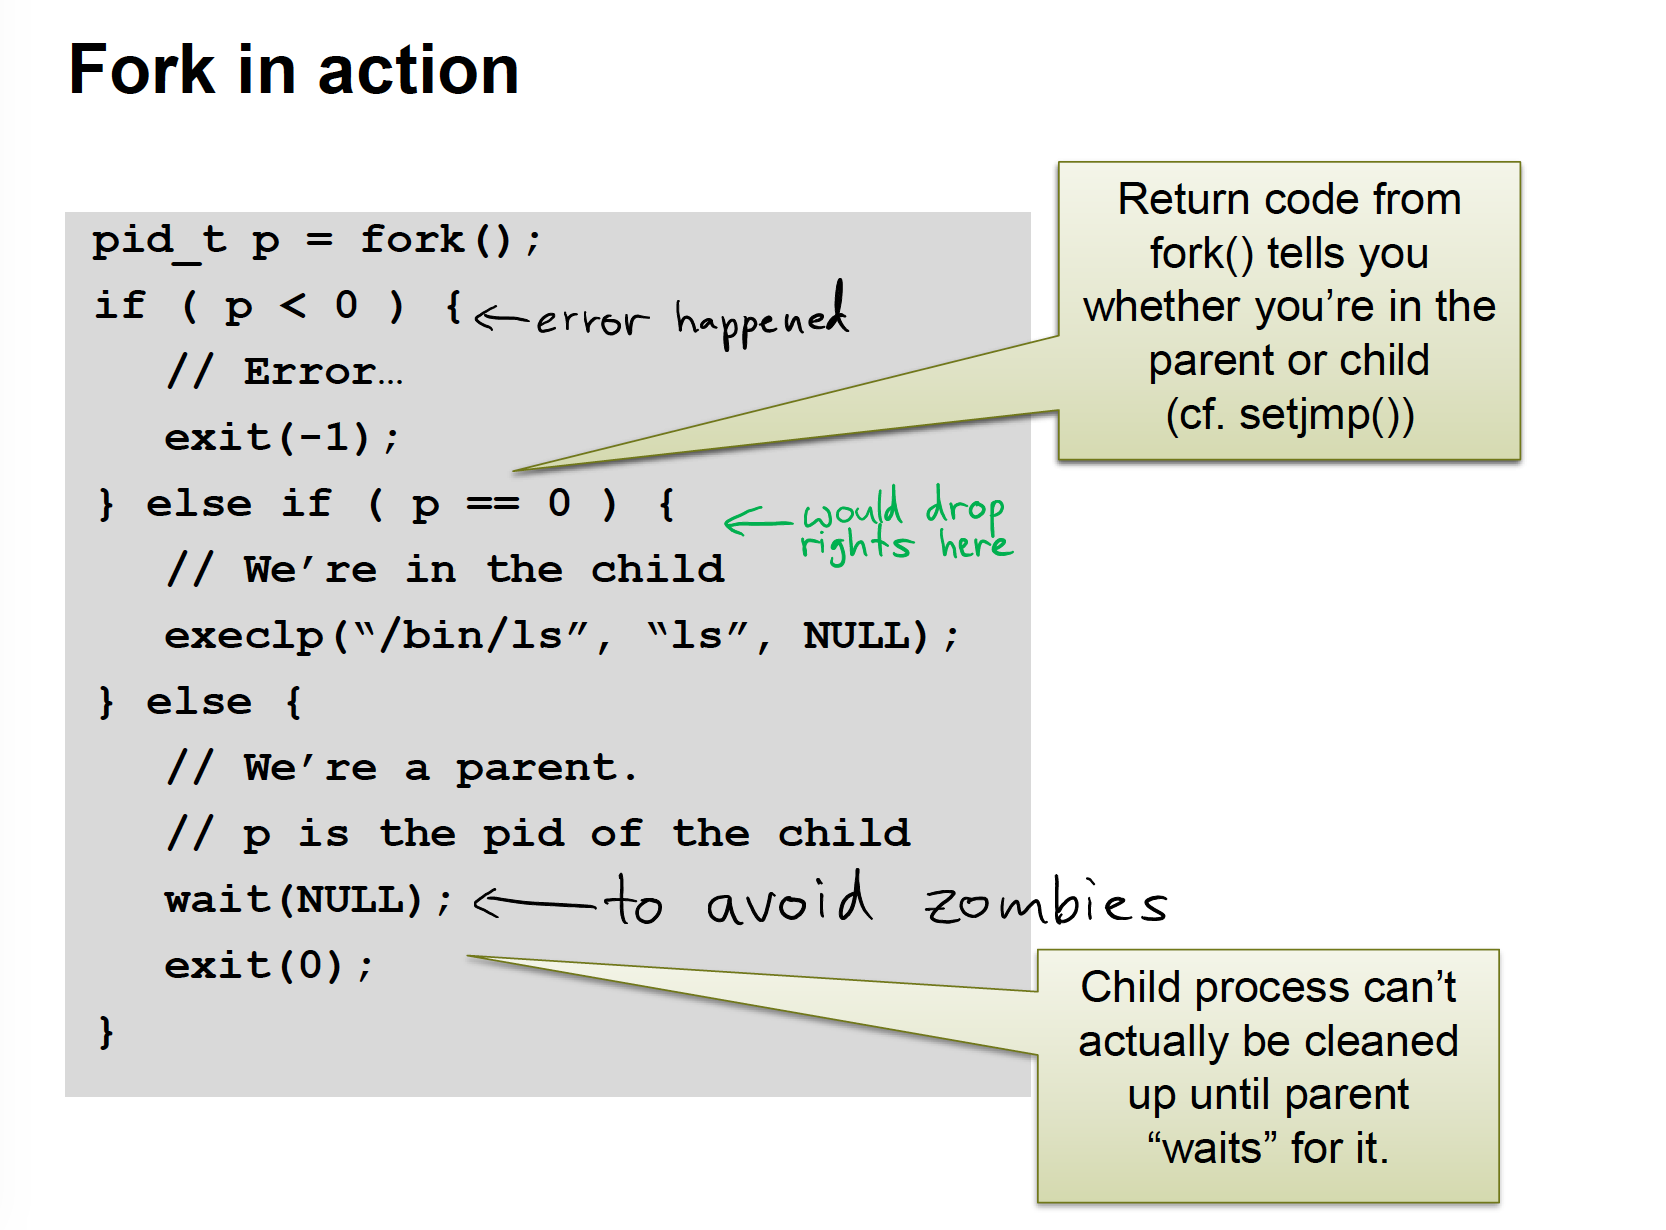 Fork in action
pid_t p = fork();
if ( p < 0 ) {
←error happened
// Error…
exit(-1);
} else if ( p == 0 ) {
←would drop
rights here
// We’re in the child
execlp(“/bin/ls”, “ls”, NULL);
} else {
// We’re a parent.
// p is the pid of the child
wait(NULL);
←to avoid zombies
exit(0);
}
Return code from
fork() tells you
whether you’re in the
parent or child
(cf. setjmp())
Child process can’t
actually be cleaned
up until parent
“waits” for it.